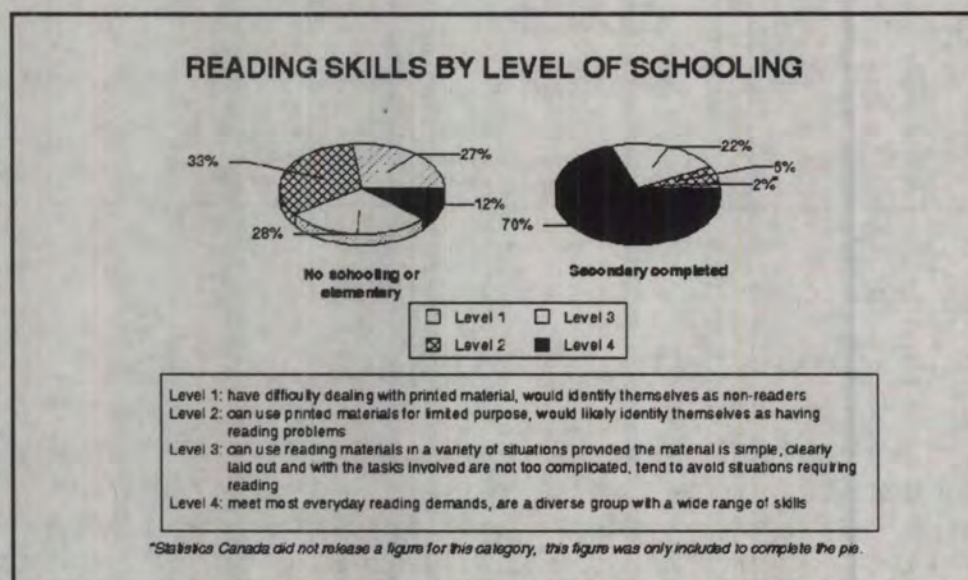 READING SKILLS BY LEVEL OF SCHOOLING
33%
27%
12%
28%
No schooling or
elementary
22%
6%
2%*
70%
Secondary completed
Level 1
Level 3
Level 2
Level 4
Level 1: have difficulty dealing with printed material, would identify themselves as non-readers
Level 2: can use printed materials for limited purpose, would likely identify themselves as having
reading problems
Level 3: can use reading materials in a variety of situations provided the material is simple, clearly
laid out and with the tasks involved are not too complicated, tend to avoid situations requiring
reading
Level 4: meet most everyday reading demands, are a diverse group with a wide range of skills
*Statistics Canada did not release a figure for this category, this figure was only included to complete the pie.